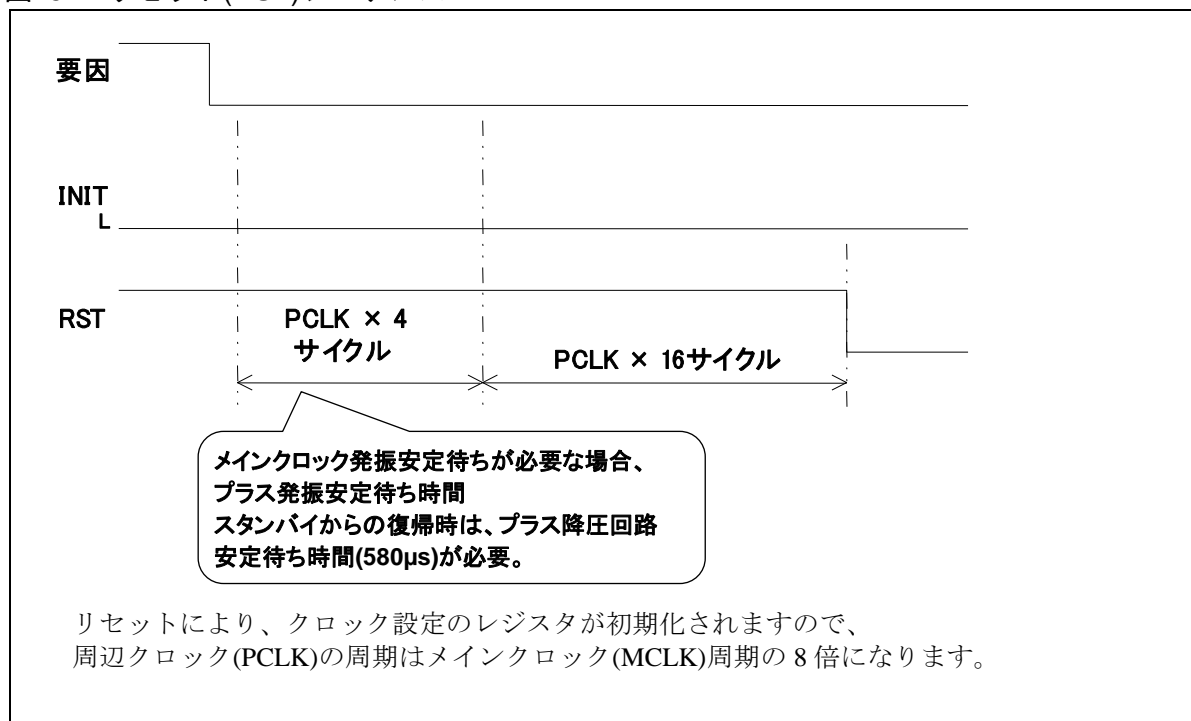 要因
INIT
L
RST
PCLK × 4
サイクル
PCLK × 16サイクル
メインクロック発振安定待ちが必要な場合、
プラス発振安定待ち時間
スタンバイからの復帰時は、プラス降圧回路
安定待ち時間(580μs)が必要。
リセットにより、クロック設定のレジスタが初期化されますので、
周辺クロック(PCLK)の周期はメインクロック(MCLK)周期の 8 倍になります。